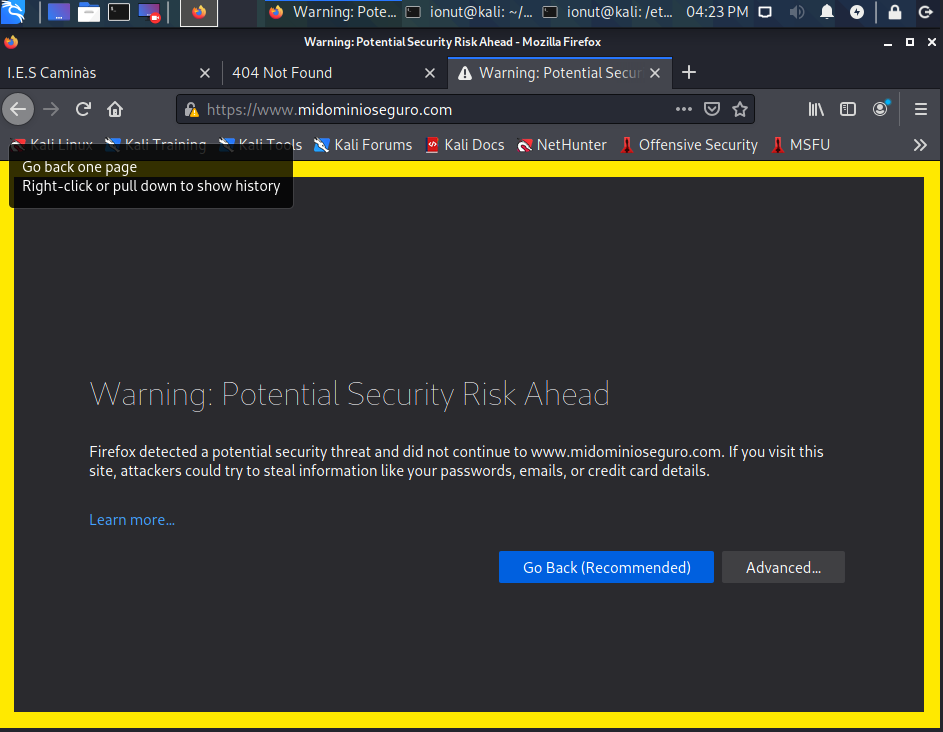 Warning: Pote... ionut@kali: ~/... ionut@kali: /et... 04:23 PM
Warning: Potential Security Risk Ahead - Mozilla Firefox
I.E.S Caminàs 404 Not Found Warning: Potential Secur
https://www.midominioseguro.com
Kali Linux Kali Training Kali Tools Kali Forums Kali Docs NetHunter Offensive Security MSFU
Go back one page
Right-click or pull down to show history
Warning: Potential Security Risk Ahead
Firefox detected a potential security threat and did not continue to www.midominioseguro.com. If you visit this
site, attackers could try to steal information like your passwords, emails, or credit card details.
Learn more...
Go Back (Recommended) Advanced...